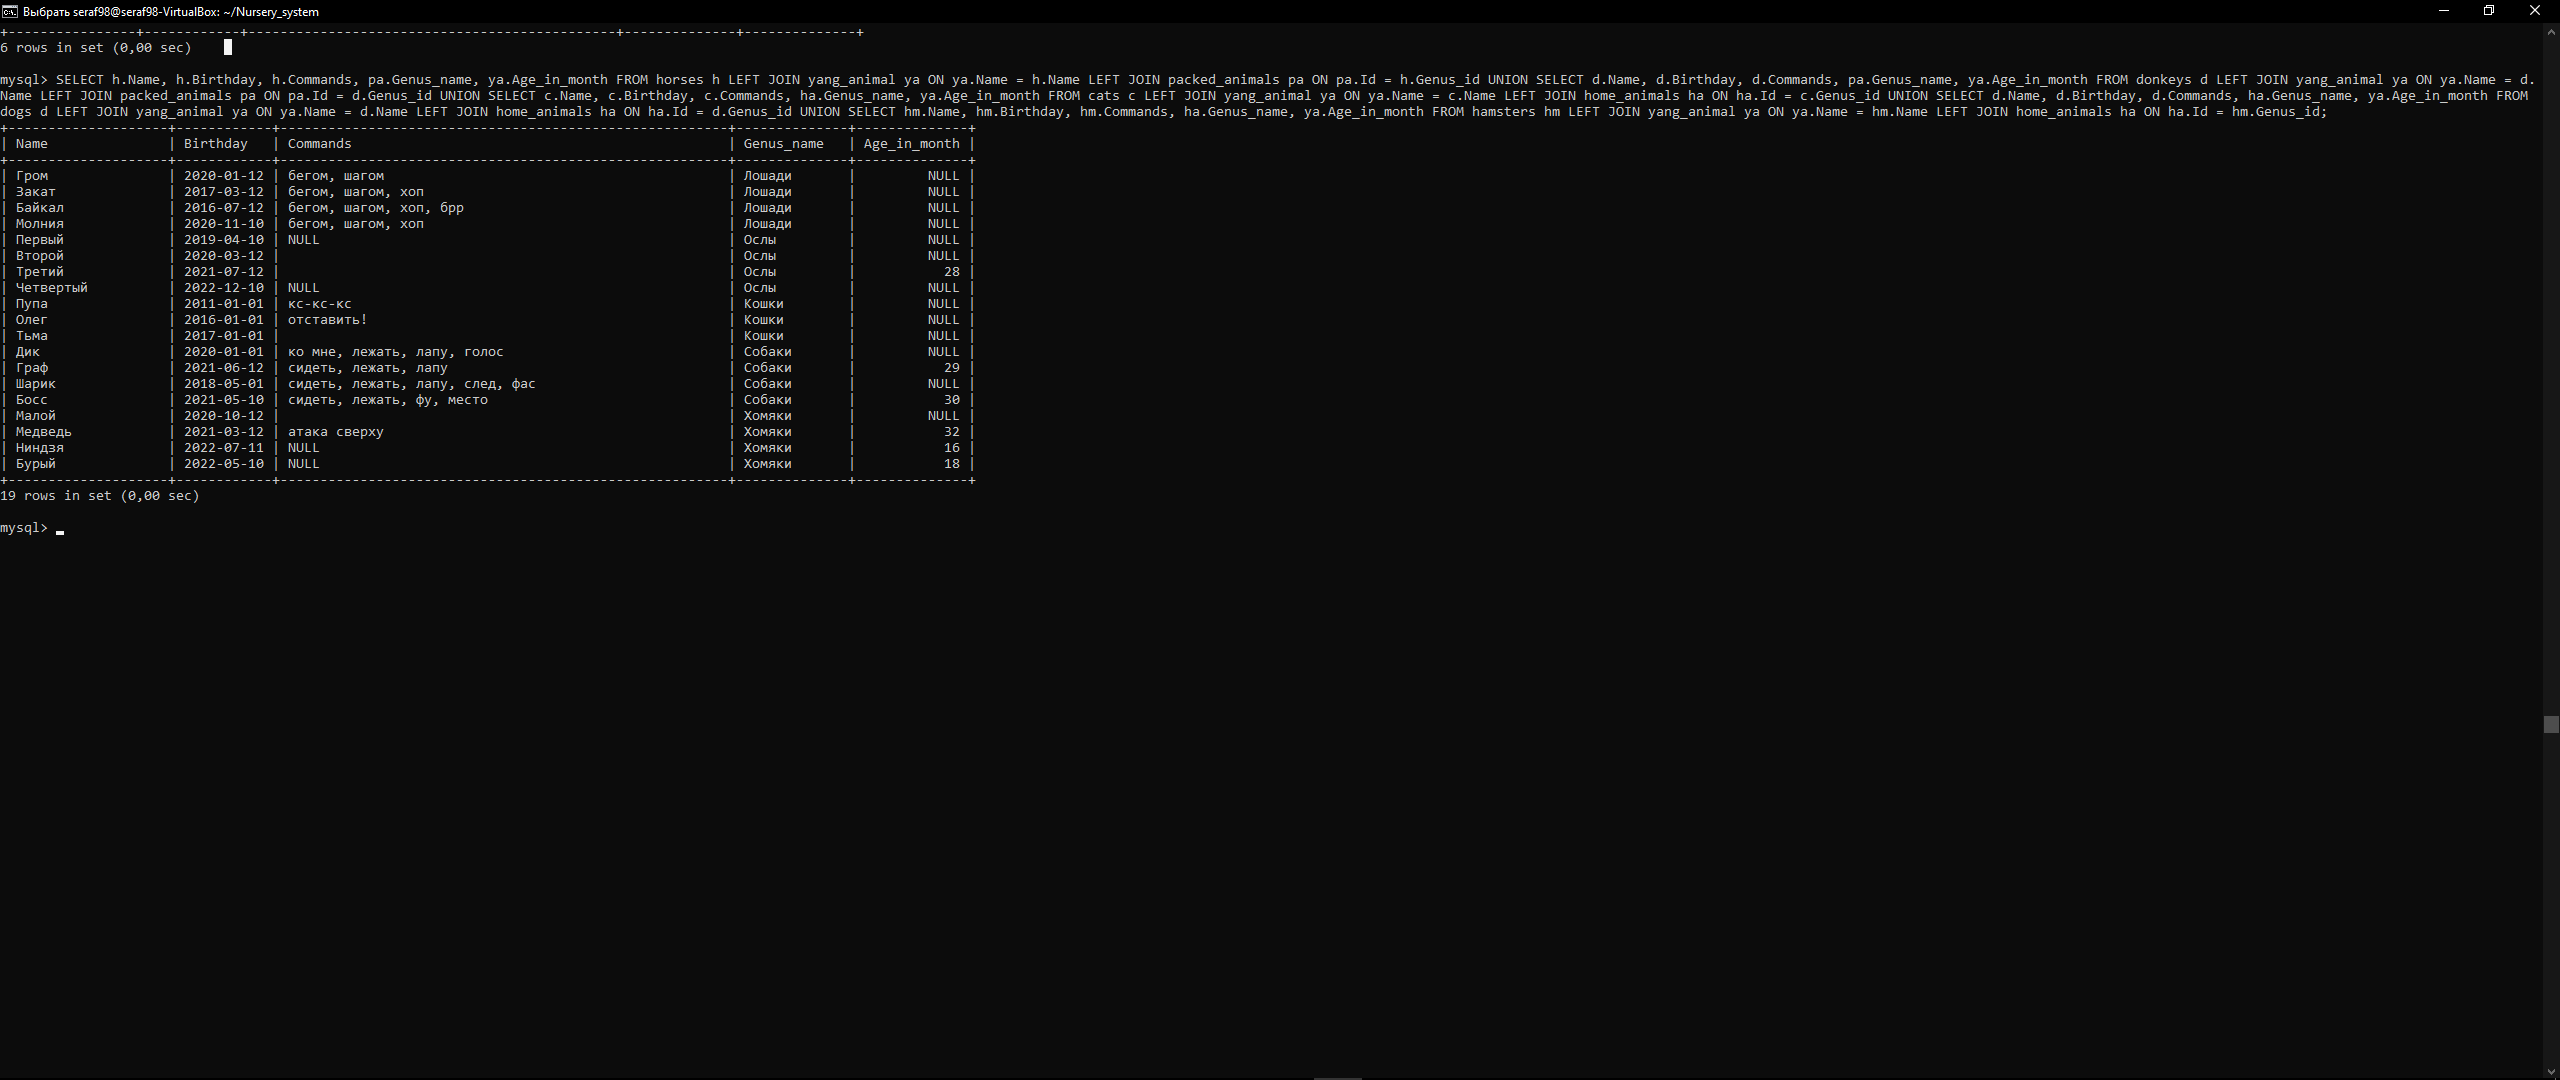 Выбрать seraf98@seraf98-VirtualBox: ~/Nursery_system
+----------------+------------+----------------------------------------------+--------------+--------------+
6 rows in set (0,00 sec)
mysql> SELECT h.Name, h.Birthday, h.Commands, pa.Genus_name, ya.Age_in_month FROM horses h LEFT JOIN yang_animal ya ON ya.Name = h.Name LEFT JOIN packed_animals pa ON pa.Id = h.Genus_id UNION SELECT d.Name, d.Birthday, d.Commands, pa.Genus_name, ya.Age_in_month FROM donkeys d LEFT JOIN yang_animal ya ON ya.Name = d.
Name LEFT JOIN packed_animals pa ON pa.Id = d.Genus_id UNION SELECT c.Name, c.Birthday, c.Commands, ha.Genus_name, ya.Age_in_month FROM cats c LEFT JOIN yang_animal ya ON ya.Name = c.Name LEFT JOIN home_animals ha ON ha.Id = c.Genus_id UNION SELECT d.Name, d.Birthday, d.Commands, ha.Genus_name, ya.Age_in_month FROM
dogs d LEFT JOIN yang_animal ya ON ya.Name = d.Name LEFT JOIN home_animals ha ON ha.Id = d.Genus_id UNION SELECT hm.Name, hm.Birthday, hm.Commands, ha.Genus_name, ya.Age_in_month FROM hamsters hm LEFT JOIN yang_animal ya ON ya.Name = hm.Name LEFT JOIN home_animals ha ON ha.Id = hm.Genus_id;
+--------------------+------------+--------------------------------------------------------+--------------+--------------+
| Name | Birthday | Commands | Genus_name | Age_in_month |
+--------------------+------------+--------------------------------------------------------+--------------+--------------+
| Гром | 2020-01-12 | бегом, шагом | Лошади | NULL |
| Закат | 2017-03-12 | бегом, шагом, хоп | Лошади | NULL |
| Байкал | 2016-07-12 | бегом, шагом, хоп, брр | Лошади | NULL |
| Молния | 2020-11-10 | бегом, шагом, хоп | Лошади | NULL |
| Первый | 2019-04-10 | NULL | Ослы | NULL |
| Второй | 2020-03-12 | | Ослы | NULL |
| Третий | 2021-07-12 | | Ослы | 28 |
| Четвертый | 2022-12-10 | NULL | Ослы | NULL |
| Пупа | 2011-01-01 | кс-кс-кс | Кошки | NULL |
| Олег | 2016-01-01 | отставить! | Кошки | NULL |
| Тьма | 2017-01-01 | | Кошки | NULL |
| Дик | 2020-01-01 | ко мне, лежать, лапу, голос | Собаки | NULL |
| Граф | 2021-06-12 | сидеть, лежать, лапу | Собаки | 29 |
| Шарик | 2018-05-01 | сидеть, лежать, лапу, след, фас | Собаки | NULL |
| Босс | 2021-05-10 | сидеть, лежать, фу, место | Собаки | 30 |
| Малой | 2020-10-12 | | Хомяки | NULL |
| Медведь | 2021-03-12 | атака сверху | Хомяки | 32 |
| Ниндзя | 2022-07-11 | NULL | Хомяки | 16 |
| Бурый | 2022-05-10 | NULL | Хомяки | 18 |
+--------------------+------------+--------------------------------------------------------+--------------+--------------+
19 rows in set (0,00 sec)
mysql> _